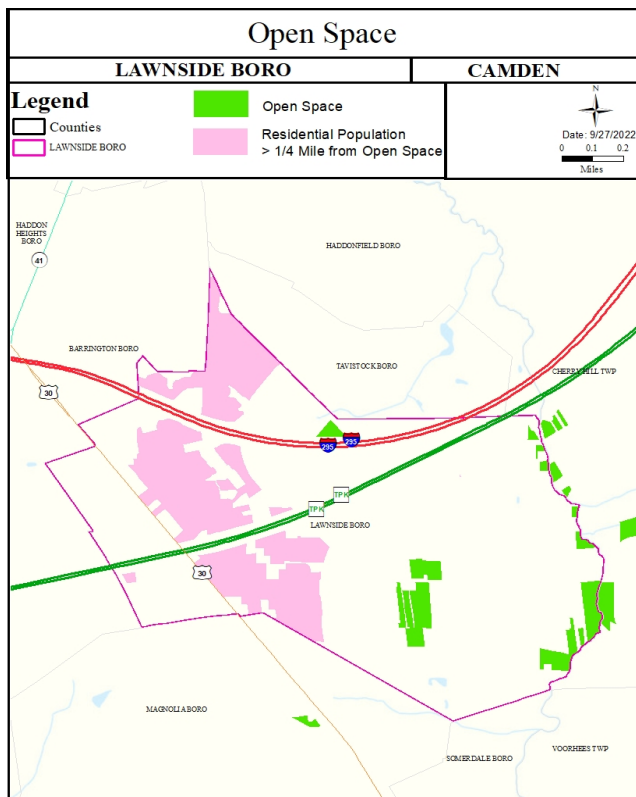 Open Space
LAWNSIDE BORO
CAMDEN
Legend
Counties
LAWNSIDE BORO
Open Space
Residential Population
> 1/4 Mile from Open Space
N
Date: 9/27/2022
0 0.1 0.2
Miles
HADDON
HEIGHTS
BORO
HADDONFIELD BORO
41
BARRINGTON BORO
TAVISTOCK BORO
CHERRY HILL TWP
30
295
295
TPK
TPK
LAWNSIDE BORO
30
MAGNOLIA BORO
SOMERDALE BORO
VOORHEES TWP